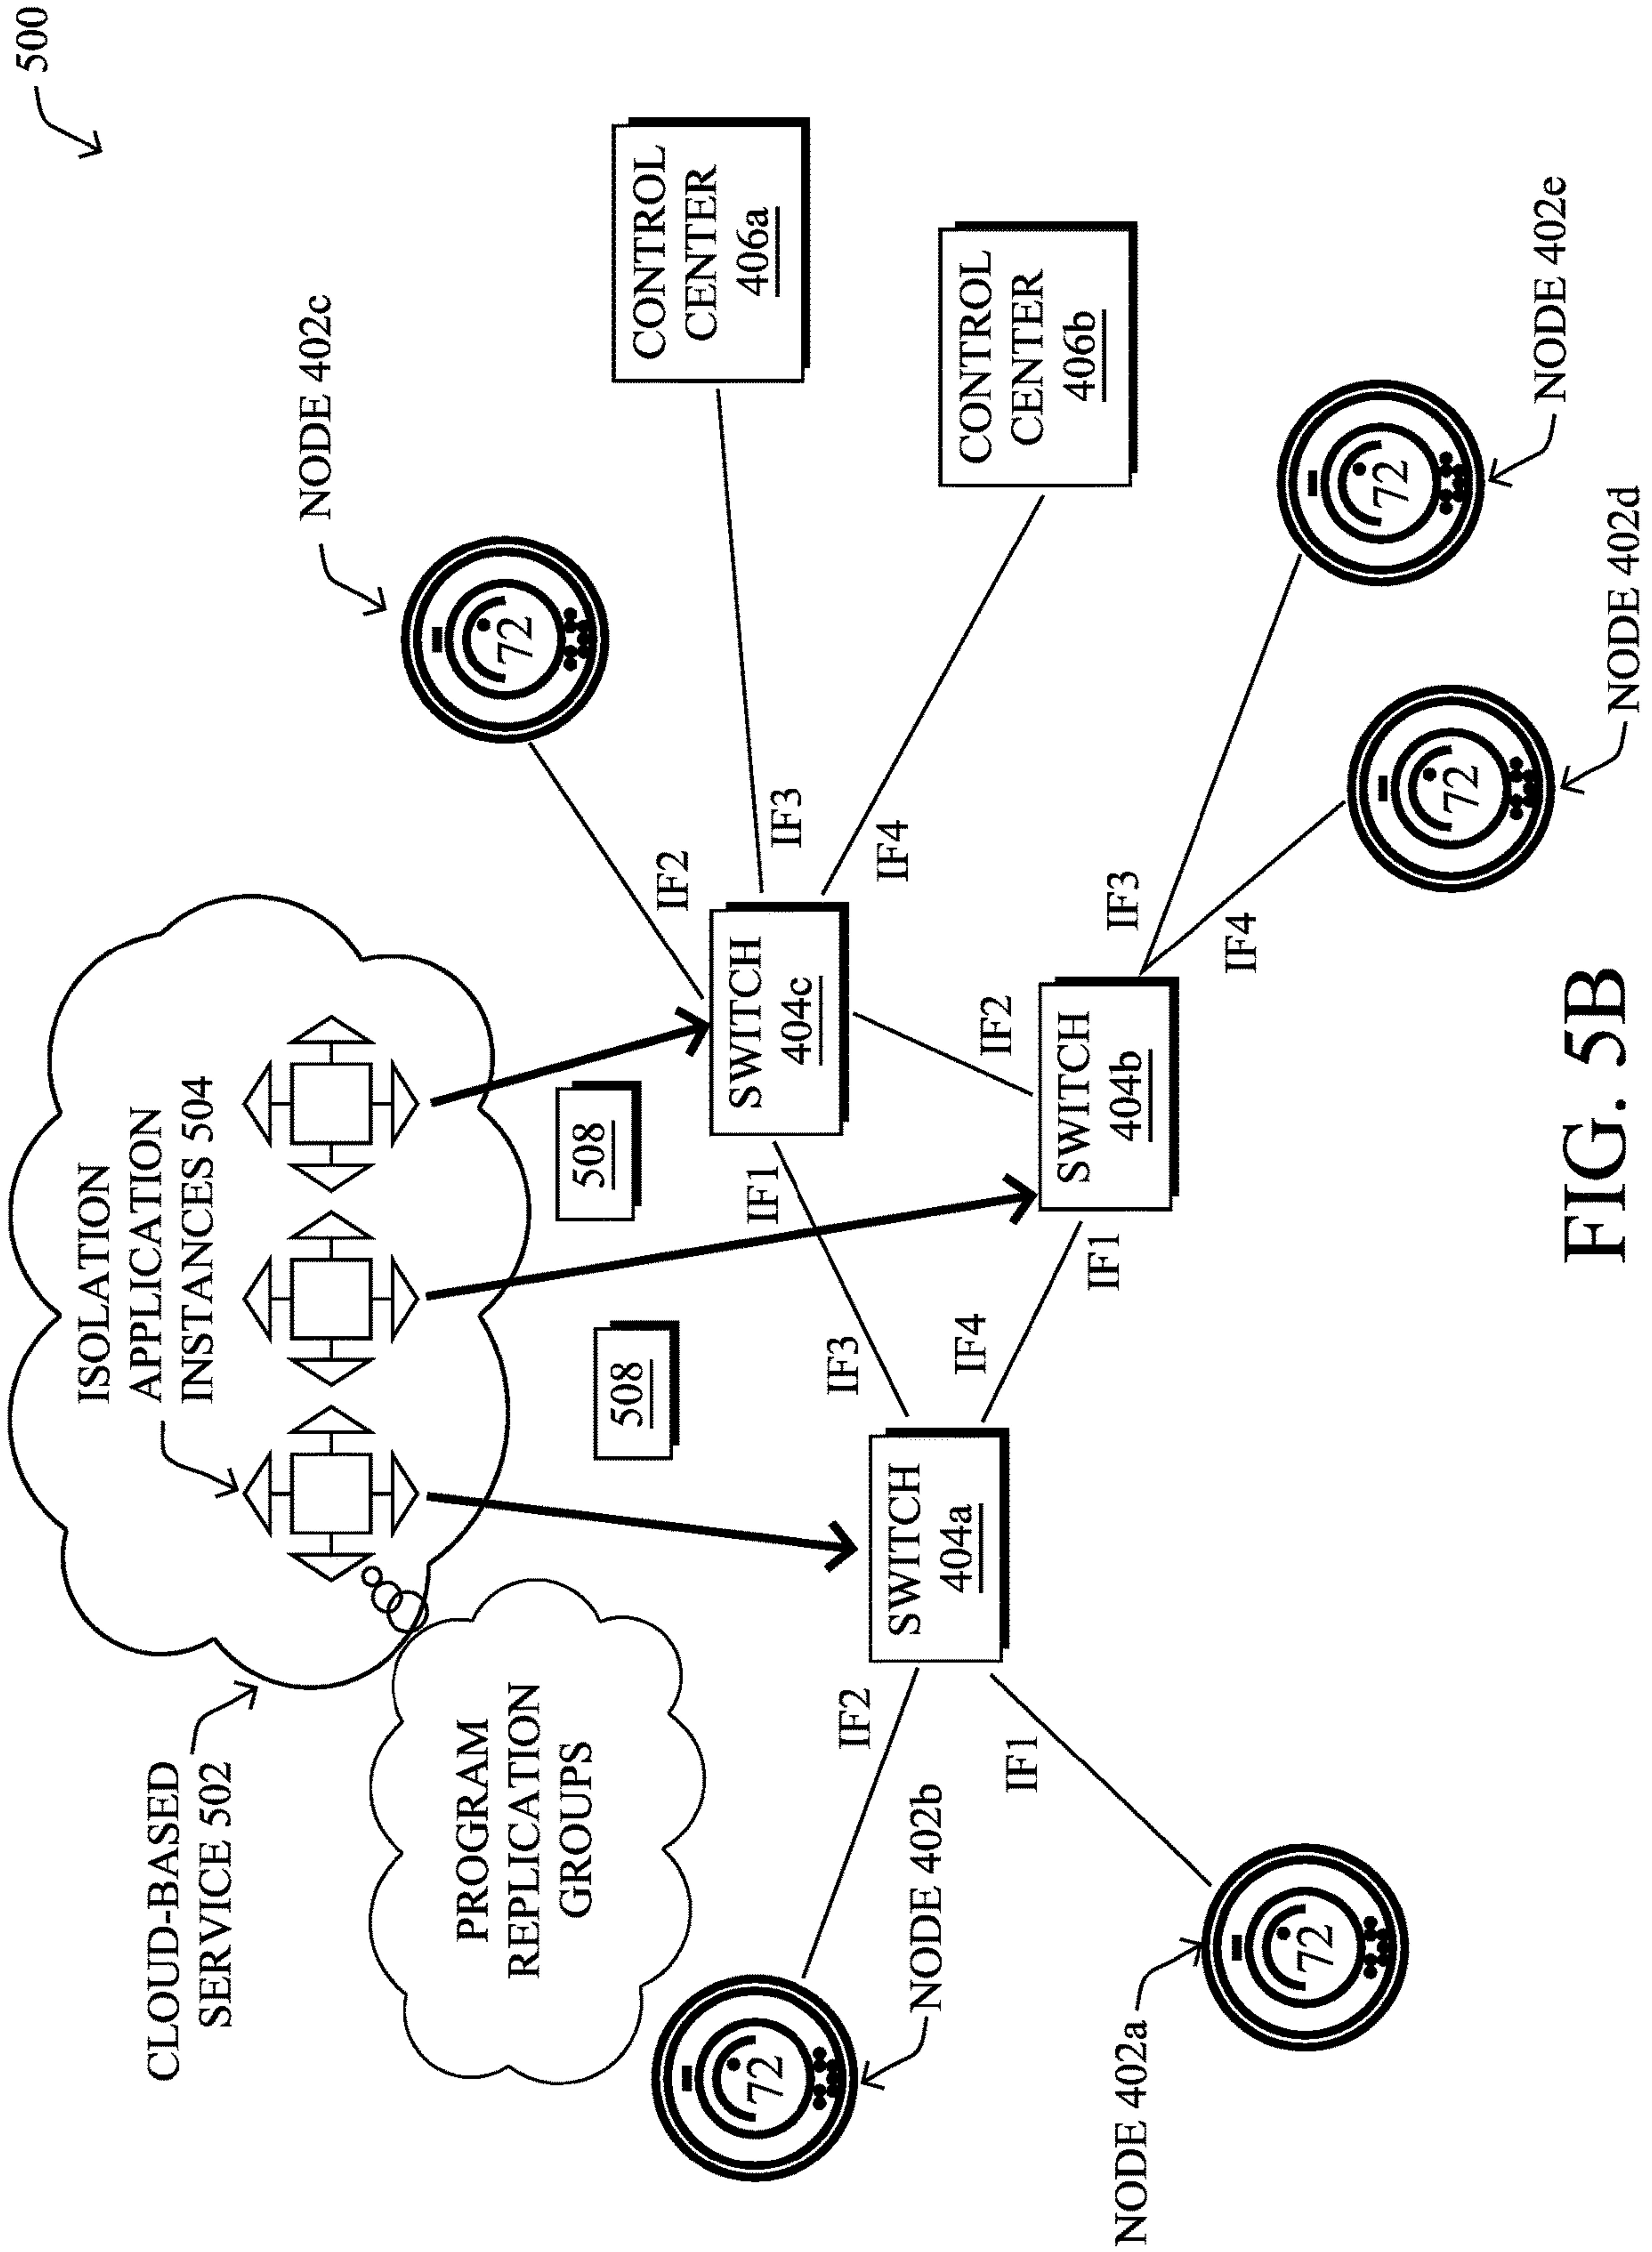 500
CLOUD-BASED
SERVICE 502
ISOLATION
APPLICATION
INSTANCES 504
PROGRAM
REPLICATION
GROUPS
508
508
NODE 402c
CONTROL
CENTER
406a
CONTROL
CENTER
406b
72
72
72
72
72
NODE 402b
NODE 402a
IF2
IF1
SWITCH
404a
IF3
IF4
IF1
SWITCH
404c
IF2
IF3
IF4
IF2
IF1
SWITCH
404b
IF3
IF4
NODE 402d
NODE 402e
FIG. 5B